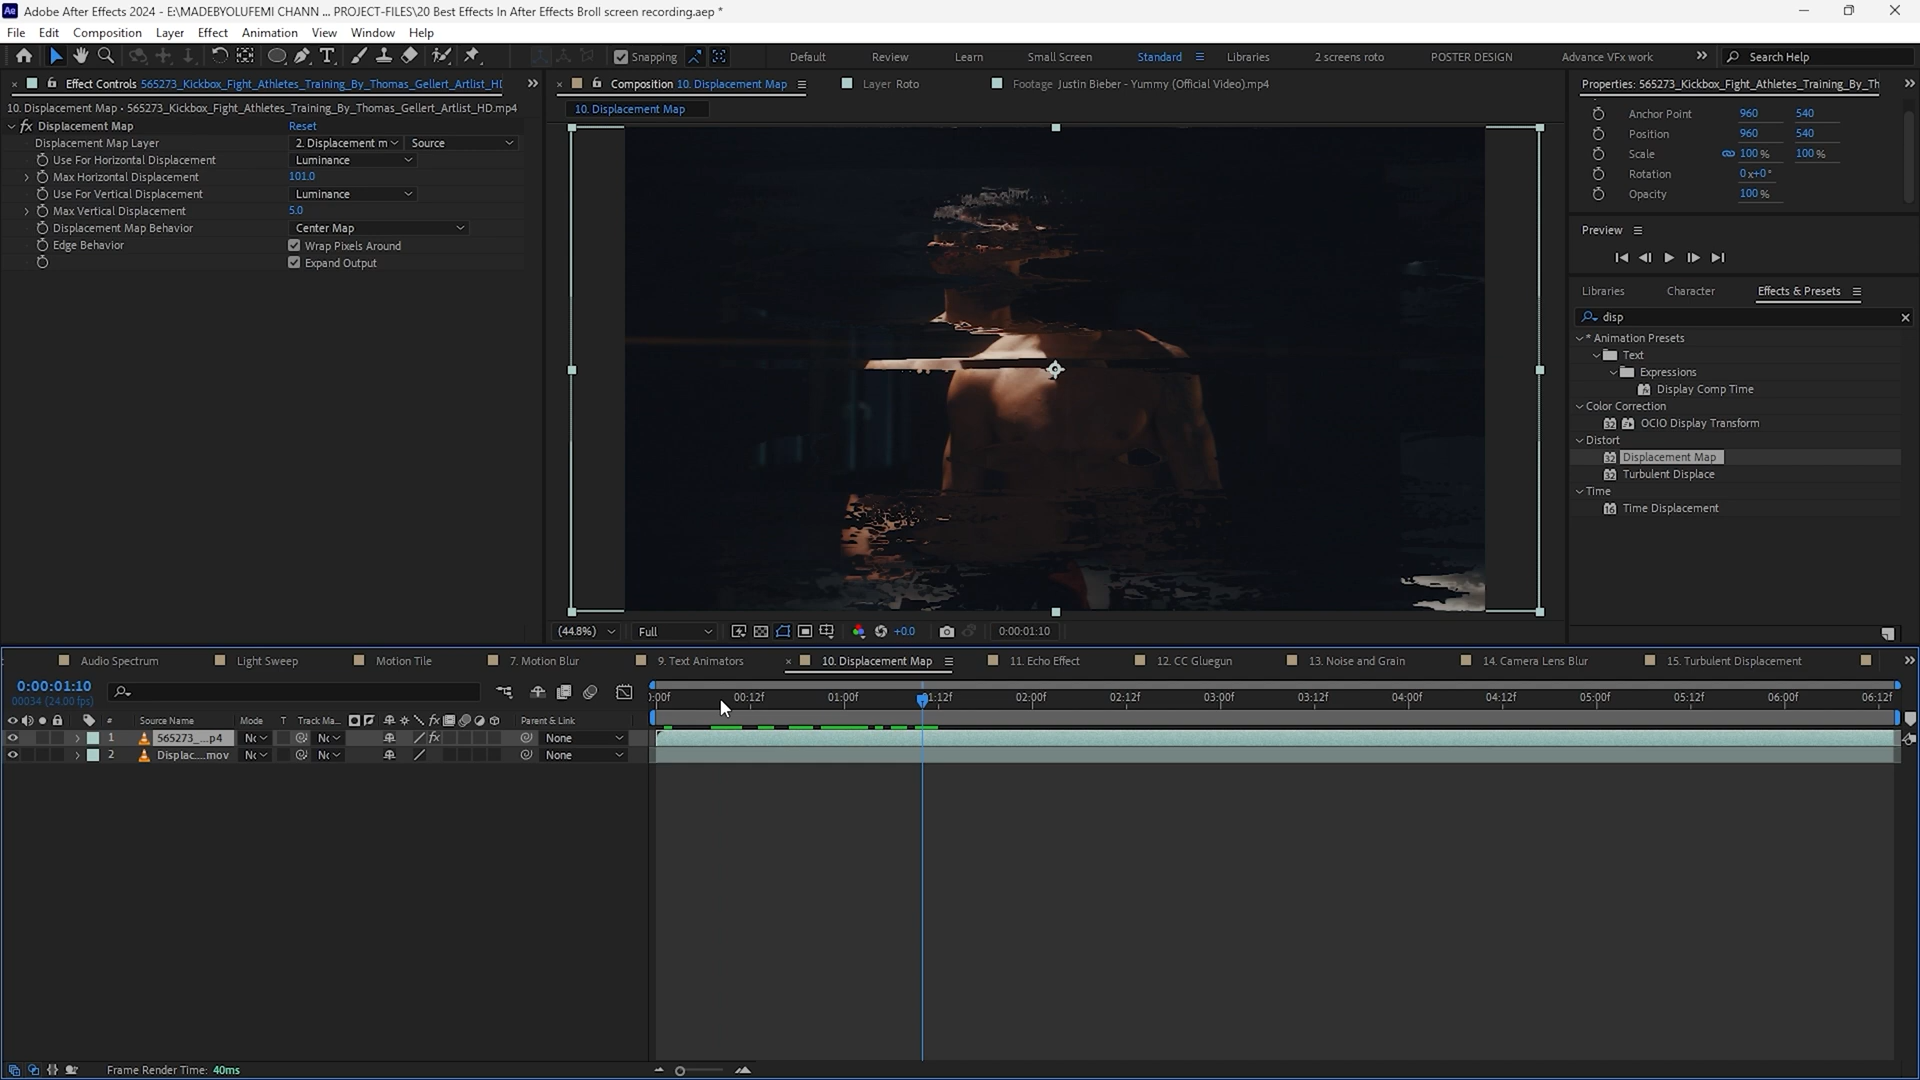 Adobe After Effects 2024 - E:\MADEBYOLUFEMI CHANN ... PROJECT-FILES\20 Best Effects In After Effects Broll screen recording.aep *
File Edit Composition Layer Effect Animation View Window Help
Snapping Default Review Learn Small Screen Standard Libraries 2 screens roto POSTER DESIGN Advance VFx work Search Help
Effect Controls 565273_Kickbox_Fight_Athletes_Training_By_Thomas_Gellert_Artlist_HD
10. Displacement Map • 565273_Kickbox_Fight_Athletes_Training_By_Thomas_Gellert_Artlist_HD.mp4
fx Displacement Map Reset
Displacement Map Layer 2. Displacement m Source
Use For Horizontal Displacement Luminance
Max Horizontal Displacement 101.0
Use For Vertical Displacement Luminance
Max Vertical Displacement 5.0
Displacement Map Behavior Center Map
Edge Behavior Wrap Pixels Around
Expand Output
Composition 10. Displacement Map Layer Roto Footage Justin Bieber - Yummy (Official Video).mp4
10. Displacement Map
(44.8%) Full +0.0 0:00:01:10
Properties: 565273_Kickbox_Fight_Athletes_Training_By_Th
Anchor Point 960 540
Position 960 540
Scale 100 % 100 %
Rotation 0x+0°
Opacity 100 %
Preview
Libraries Character Effects & Presets
disp
* Animation Presets
Text
Expressions
Display Comp Time
Color Correction
OCIO Display Transform
Distort
Displacement Map
Turbulent Displace
Time
Time Displacement
Audio Spectrum Light Sweep Motion Tile 7. Motion Blur 9. Text Animators 10. Displacement Map 11. Echo Effect 12. CC Gluegun 13. Noise and Grain 14. Camera Lens Blur 15. Turbulent Displacement
0:00:01:10
00034 (24.00 fps)
:00f 00:12f 01:00f 01:12f 02:00f 02:12f 03:00f 03:12f 04:00f 04:12f 05:00f 05:12f 06:00f 06:12f
# Source Name Mode T Track Ma... Parent & Link
1 565273_...p4 None
2 Displac....mov None
Frame Render Time: 40ms